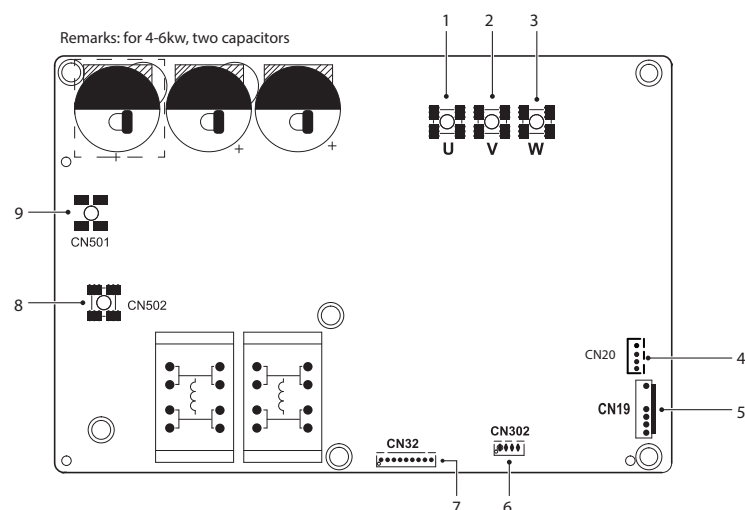 1 2 3
Remarks: for 4-6kw, two capacitors
+ + +
U V W
9
CN501
8 CN502
CN20 4
CN19 5
CN32 CN302
7 6